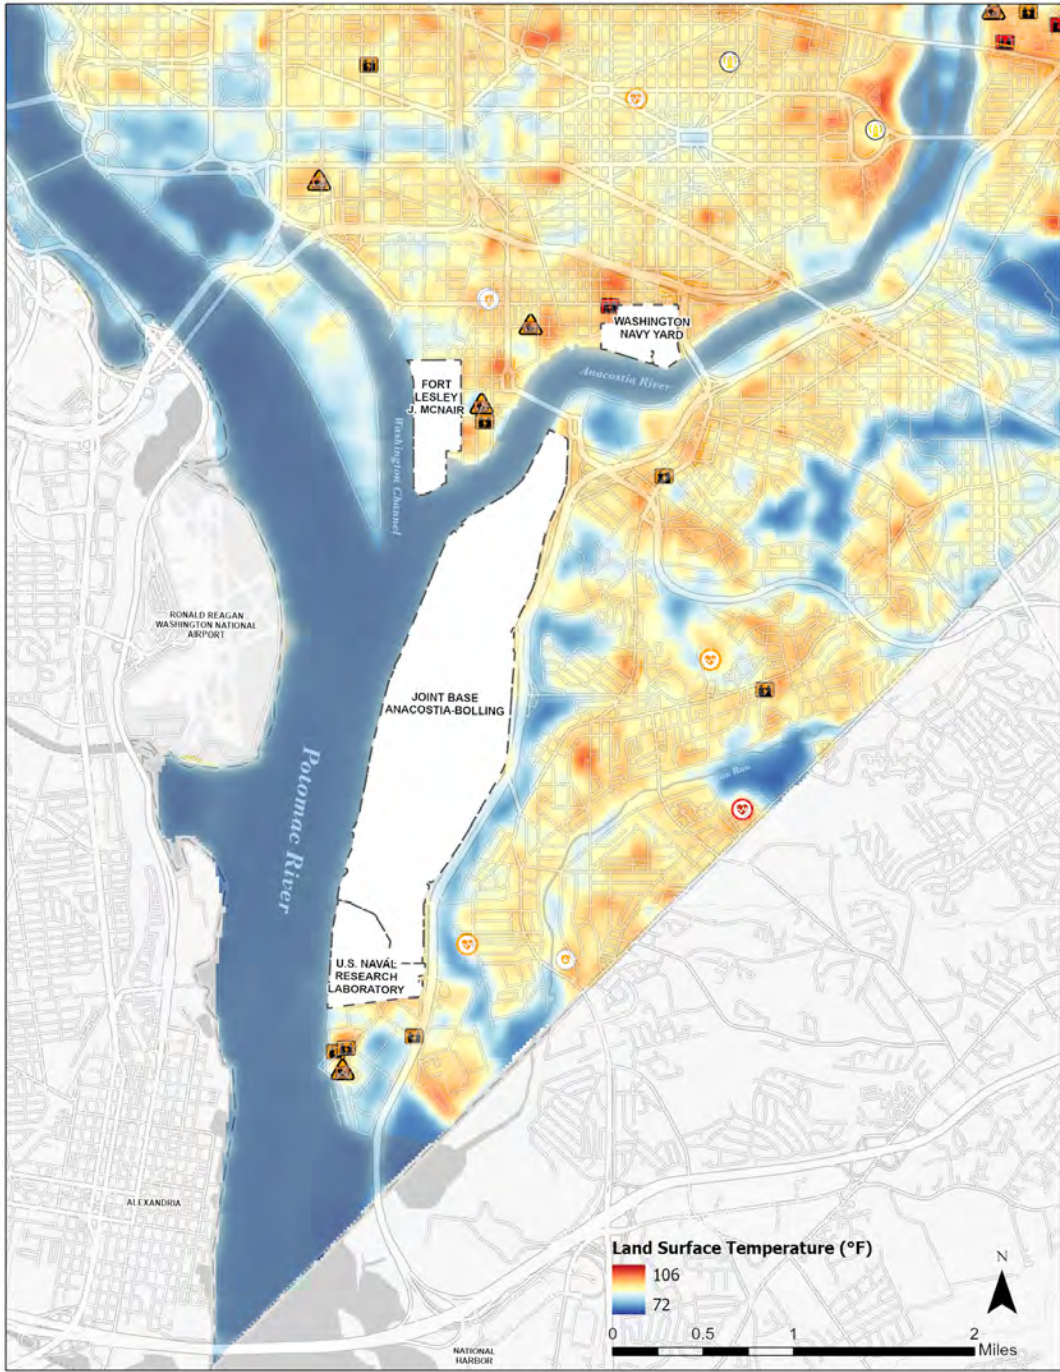 WASHINGTON
NAVY YARD
Anacostia River
FORT
LESLEY
J. MCNAIR
Washington Channel
RONALD REAGAN
WASHINGTON NATIONAL
AIRPORT
JOINT BASE
ANACOSTIA-BOLLING
Potomac River
Run
U.S. NAVAL
RESEARCH
LABORATORY
ALEXANDRIA
Land Surface Temperature (°F)
106
72
N
0 0.5 1 2
Miles
NATIONAL
HARBOR